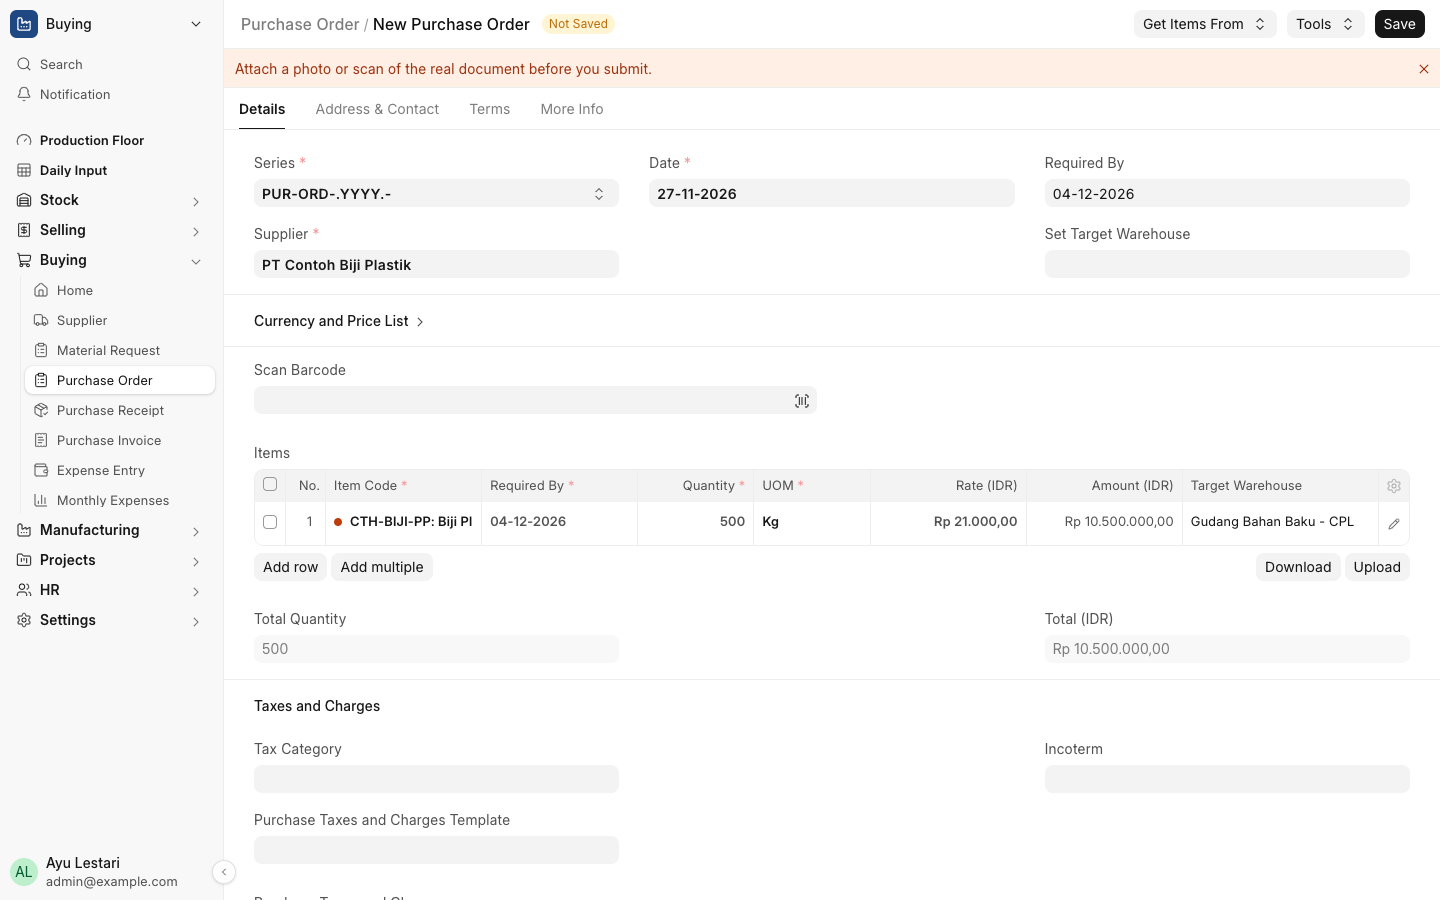 Buying
Search
Notification
Production Floor
Daily Input
Stock
Selling
Buying
Home
Supplier
Material Request
Purchase Order
Purchase Receipt
Purchase Invoice
Expense Entry
Monthly Expenses
Manufacturing
Projects
HR
Settings
AL
Ayu Lestari
admin@example.com
Purchase Order / New Purchase Order Not Saved
Get Items From Tools Save
Attach a photo or scan of the real document before you submit.
Details Address & Contact Terms More Info
Series * Date * Required By
PUR-ORD-.YYYY.- 27-11-2026 04-12-2026
Supplier * Set Target Warehouse
PT Contoh Biji Plastik
Currency and Price List
Scan Barcode
Items
No. Item Code * Required By * Quantity * UOM * Rate (IDR) Amount (IDR) Target Warehouse
1 CTH-BIJI-PP: Biji Pl 04-12-2026 500 Kg Rp 21.000,00 Rp 10.500.000,00 Gudang Bahan Baku - CPL
Add row Add multiple Download Upload
Total Quantity Total (IDR)
500 Rp 10.500.000,00
Taxes and Charges
Tax Category Incoterm
Purchase Taxes and Charges Template